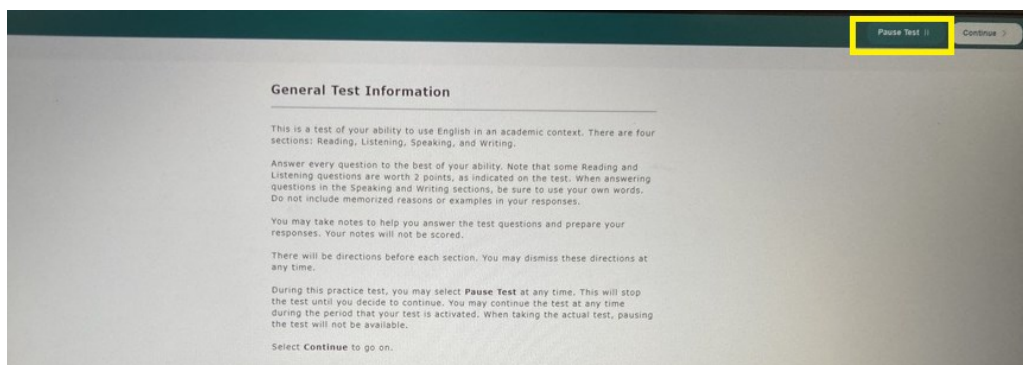 Pause Test ||
Continue >
General Test Information
This is a test of your ability to use English in an academic context. There are four
sections: Reading, Listening, Speaking, and Writing.
Answer every question to the best of your ability. Note that some Reading and
Listening questions are worth 2 points, as indicated on the test. When answering
questions in the Speaking and Writing sections, be sure to use your own words.
Do not include memorized reasons or examples in your responses.
You may take notes to help you answer the test questions and prepare your
responses. Your notes will not be scored.
There will be directions before each section. You may dismiss these directions at
any time.
During this practice test, you may select Pause Test at any time. This will stop
the test until you decide to continue. You may continue the test at any time
during the period that your test is activated. When taking the actual test, pausing
the test will not be available.
Select Continue to go on.